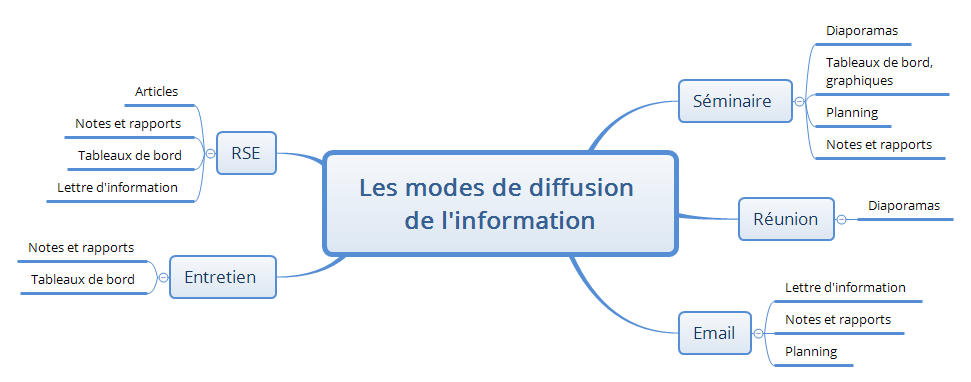 Les modes de diffusion
de l'information
Séminaire
Diaporamas
Tableaux de bord,
graphiques
Planning
Notes et rapports
Réunion
Diaporamas
Email
Lettre d'information
Notes et rapports
Planning
RSE
Articles
Notes et rapports
Tableaux de bord
Lettre d'information
Entretien
Notes et rapports
Tableaux de bord